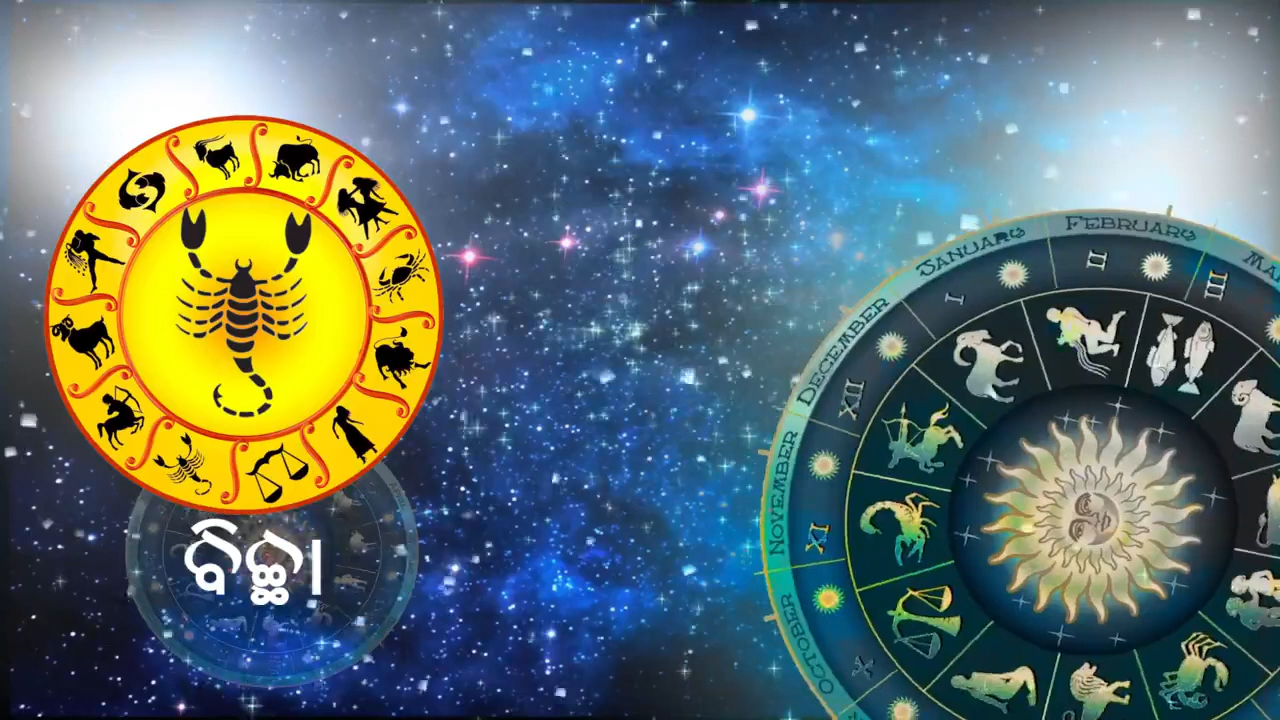 ବିଛା
OCTOBER
NOVEMBER
DECEMBER
JANUARY
FEBRUARY
X
XI
XII
I
II
III